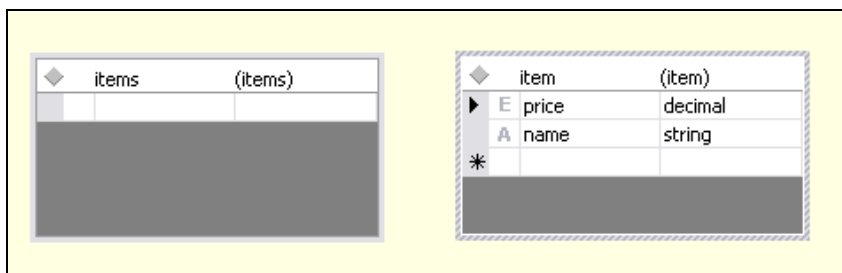 items (items)
item (item)
E price decimal
A name string